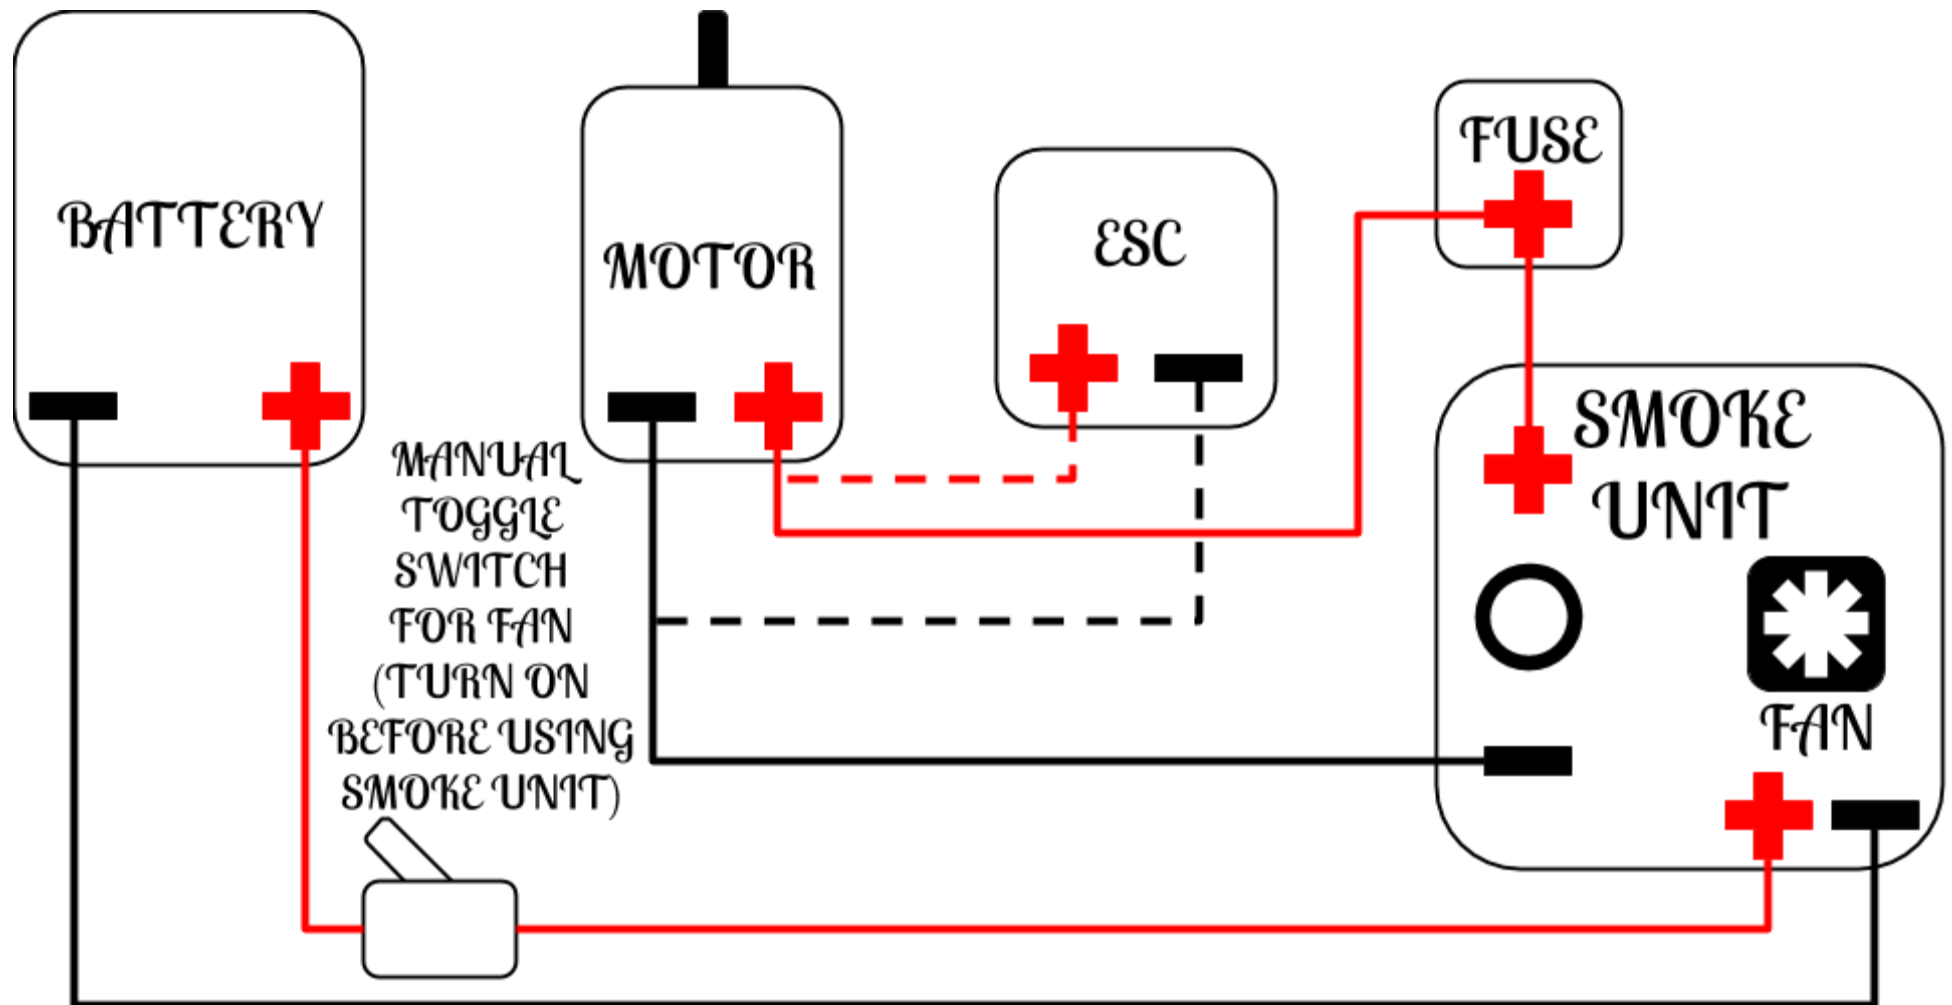 BATTERY
MOTOR
ESC
FUSE
SMOKE
UNIT
FAN
MANUAL
TOGGLE
SWITCH
FOR FAN
(TURN ON
BEFORE USING
SMOKE UNIT)